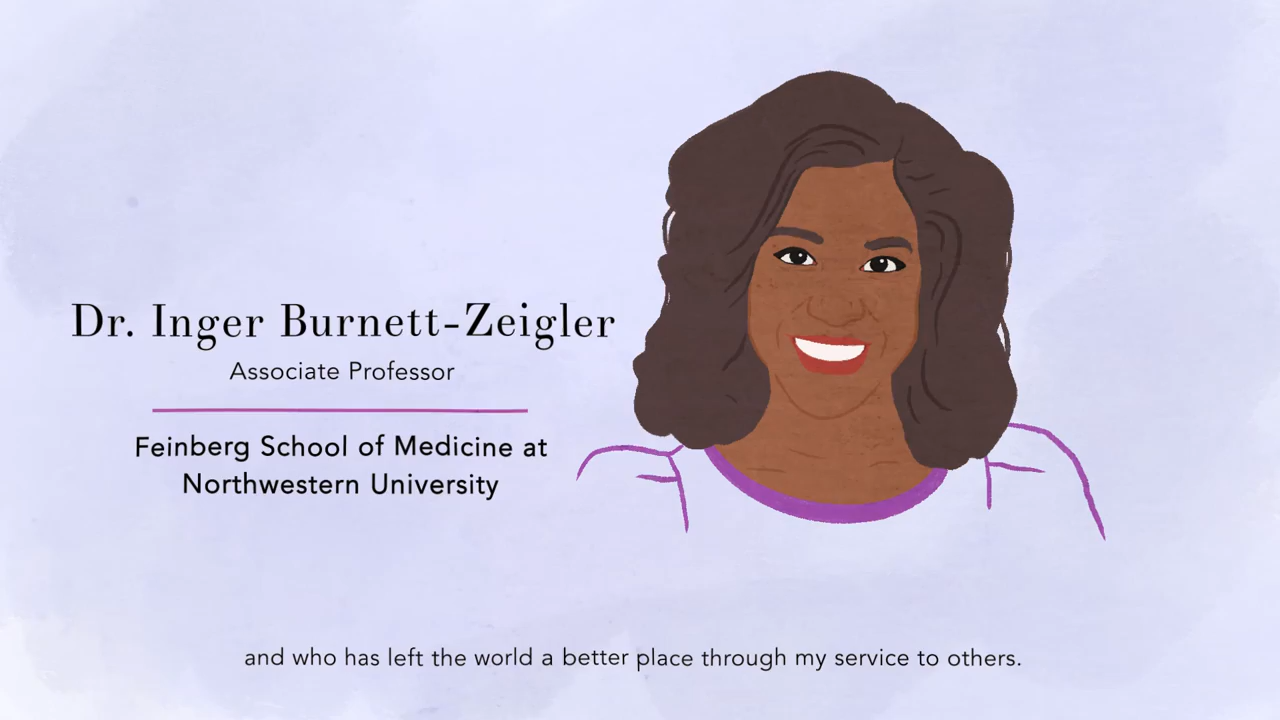 Dr. Inger Burnett-Zeigler
Associate Professor
Feinberg School of Medicine at
Northwestern University
and who has left the world a better place through my service to others.